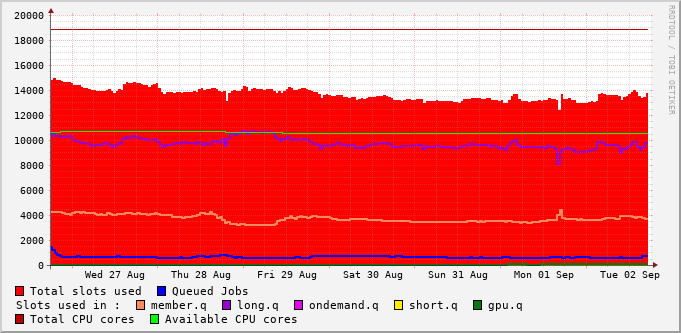 20000
18000
16000
14000
12000
10000
8000
6000
4000
2000
0
Wed 27 Aug Thu 28 Aug Fri 29 Aug Sat 30 Aug Sun 31 Aug Mon 01 Sep Tue 02 Sep
RRDTOOL / TOBI OETIKER
Total slots used Queued Jobs
Slots used in : member.q long.q ondemand.q short.q gpu.q
Total CPU cores Available CPU cores